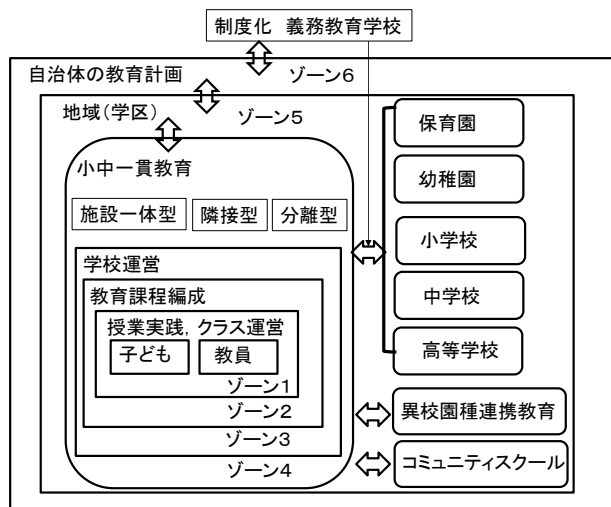 制度化 義務教育学校
自治体の教育計画
ゾーン6
地域(学区)
ゾーン5
保育園
小中一貫教育
幼稚園
施設一体型
隣接型
分離型
小学校
学校運営
教育課程編成
中学校
授業実践, クラス運営
子ども
教員
高等学校
ゾーン1
ゾーン2
異校園種連携教育
ゾーン3
ゾーン4
コミュニティスクール